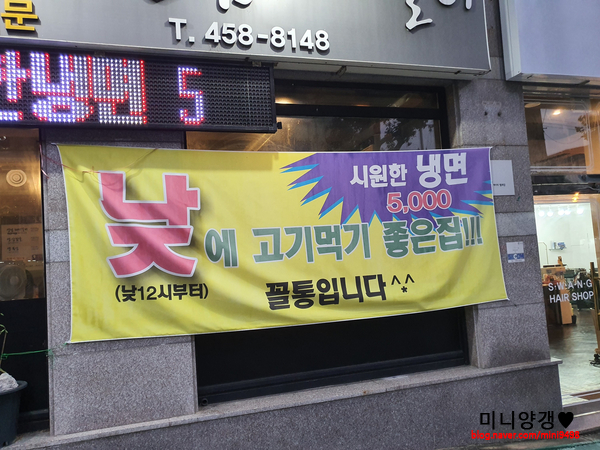 문
T. 458-8148
냉면 5
시원한 냉면
5,000
낮에 고기먹기 좋은집!!!
(낮12시부터)
꼴통입니다^.^
S·W·A·N·G
HAIR SHOP
미니양갱♥